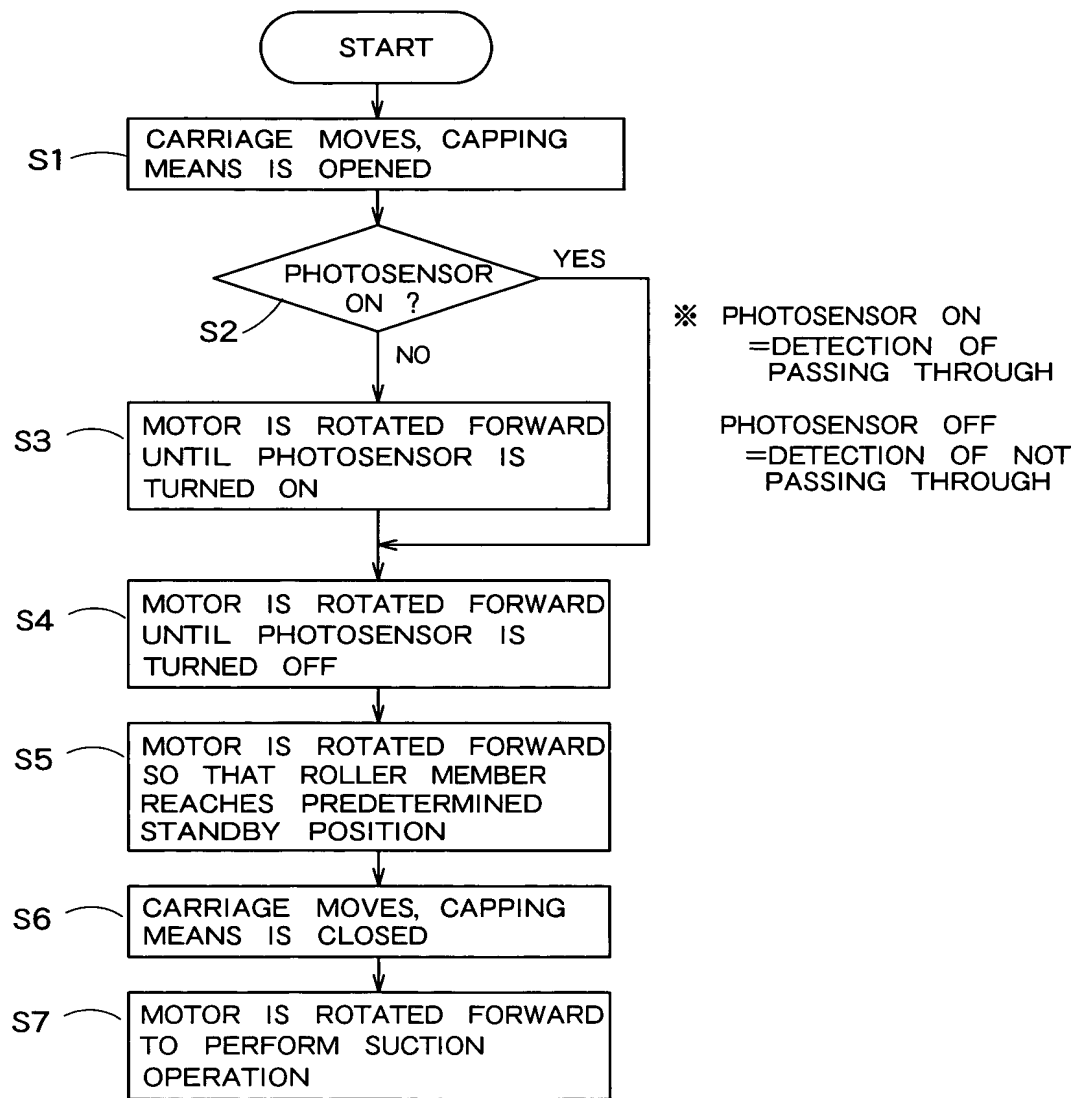 START
S1
CARRIAGE MOVES, CAPPING
MEANS IS OPENED
PHOTOSENSOR
ON ?
S2
YES
NO
※ PHOTOSENSOR ON
=DETECTION OF
PASSING THROUGH
PHOTOSENSOR OFF
=DETECTION OF NOT
PASSING THROUGH
S3
MOTOR IS ROTATED FORWARD
UNTIL PHOTOSENSOR IS
TURNED ON
S4
MOTOR IS ROTATED FORWARD
UNTIL PHOTOSENSOR IS
TURNED OFF
S5
MOTOR IS ROTATED FORWARD
SO THAT ROLLER MEMBER
REACHES PREDETERMINED
STANDBY POSITION
S6
CARRIAGE MOVES, CAPPING
MEANS IS CLOSED
S7
MOTOR IS ROTATED FORWARD
TO PERFORM SUCTION
OPERATION